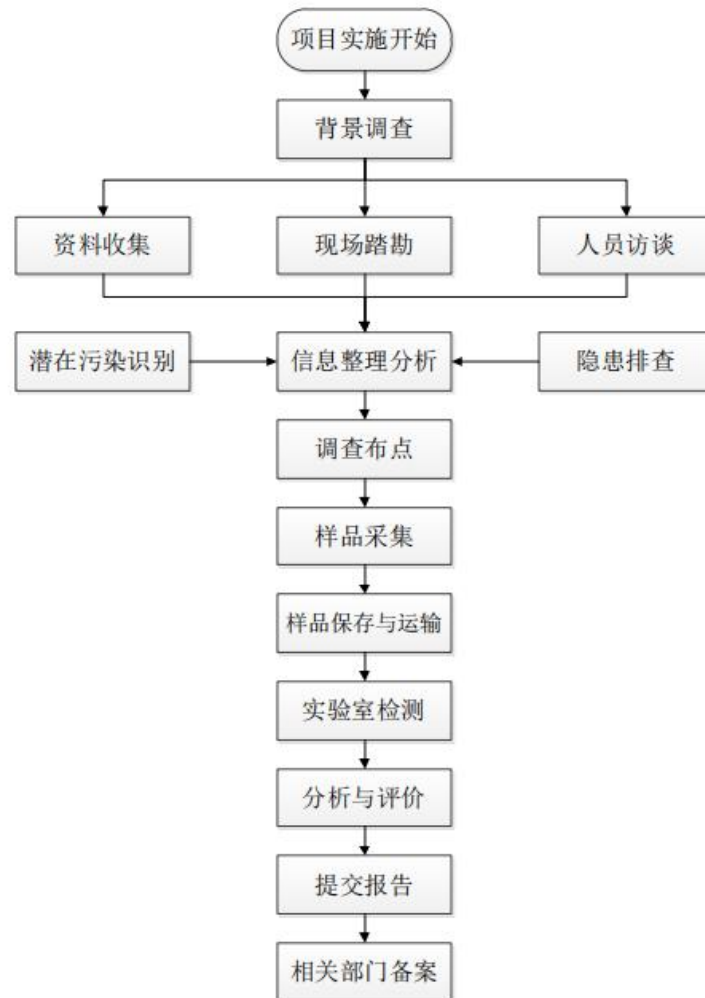 项目实施开始
背景调查
资料收集
现场踏勘
人员访谈
潜在污染识别
信息整理分析
隐患排查
调查布点
样品采集
样品保存与运输
实验室检测
分析与评价
提交报告
相关部门备案